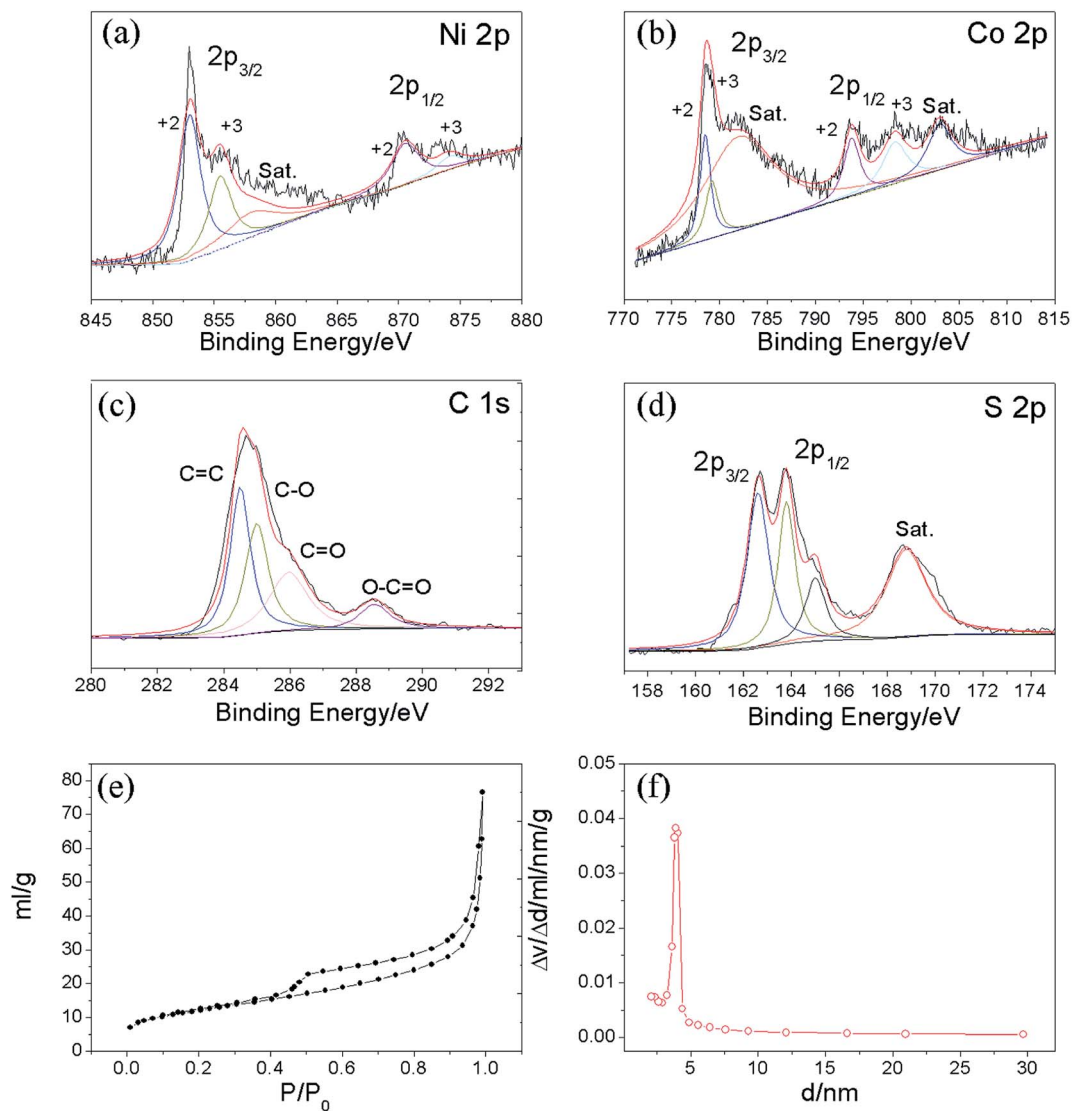 (a) Ni 2p
2p3/2
2p1/2
+2
+3
Sat.
+2
+3
845 850 855 860 865 870 875 880
Binding Energy/eV
(b) Co 2p
2p3/2
+2
+3
Sat.
2p1/2
+2
+3
Sat.
770 775 780 785 790 795 800 805 810 815
Binding Energy/eV
(c) C 1s
C=C
C-O
C=O
O-C=O
280 282 284 286 288 290 292
Binding Energy/eV
(d) S 2p
2p3/2
2p1/2
Sat.
158 160 162 164 166 168 170 172 174
Binding Energy/eV
(e)
ml/g
80
70
60
50
40
30
20
10
0
0.0 0.2 0.4 0.6 0.8 1.0
P/P0
(f)
Δv/Δd/ml/nm/g
0.05
0.04
0.03
0.02
0.01
0.00
5 10 15 20 25 30
d/nm